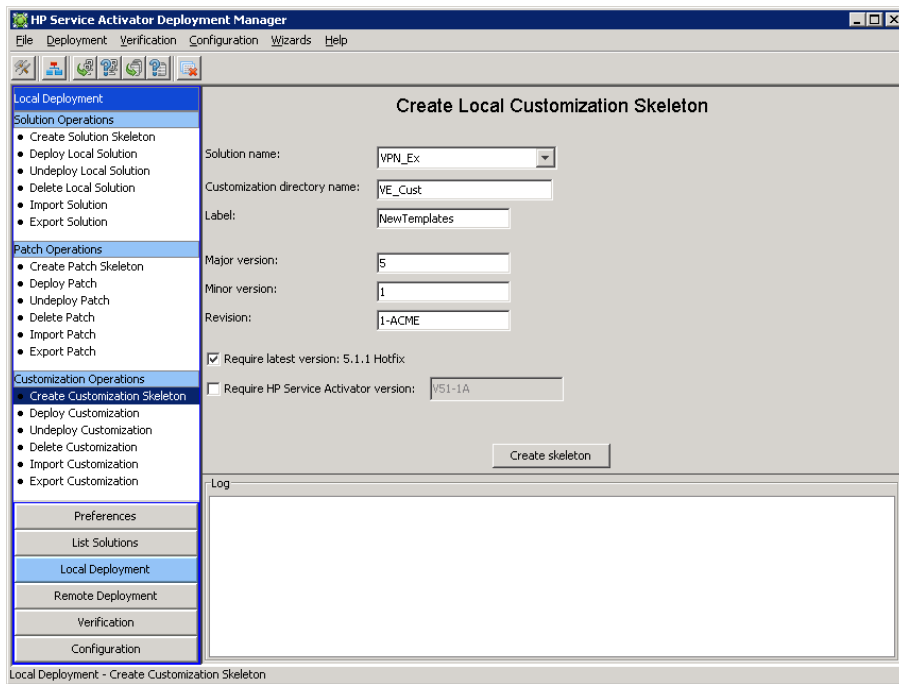 HP Service Activator Deployment Manager
File Deployment Verification Configuration Wizards Help
Local Deployment
Solution Operations
Create Solution Skeleton
Deploy Local Solution
Undeploy Local Solution
Delete Local Solution
Import Solution
Export Solution
Patch Operations
Create Patch Skeleton
Deploy Patch
Undeploy Patch
Delete Patch
Import Patch
Export Patch
Customization Operations
Create Customization Skeleton
Deploy Customization
Undeploy Customization
Delete Customization
Import Customization
Export Customization
Preferences
List Solutions
Local Deployment
Remote Deployment
Verification
Configuration
Create Local Customization Skeleton
Solution name: VPN_Ex
Customization directory name: VE_Cust
Label: NewTemplates
Major version: 5
Minor version: 1
Revision: 1-ACME
Require latest version: 5.1.1 Hotfix
Require HP Service Activator version: V51-1A
Create skeleton
Log
Local Deployment - Create Customization Skeleton